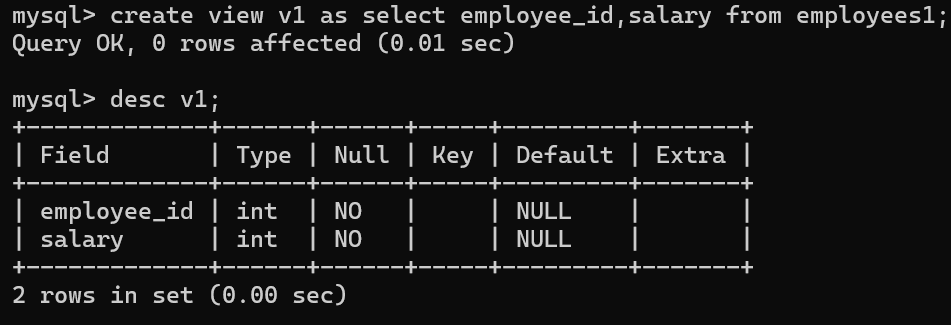 mysql> create view v1 as select employee_id,salary from employees1;
Query OK, 0 rows affected (0.01 sec)
mysql> desc v1;
+-------------+------+------+-----+---------+-------+
| Field       | Type | Null | Key | Default | Extra |
+-------------+------+------+-----+---------+-------+
| employee_id | int  | NO   |     | NULL    |       |
| salary      | int  | NO   |     | NULL    |       |
+-------------+------+------+-----+---------+-------+
2 rows in set (0.00 sec)